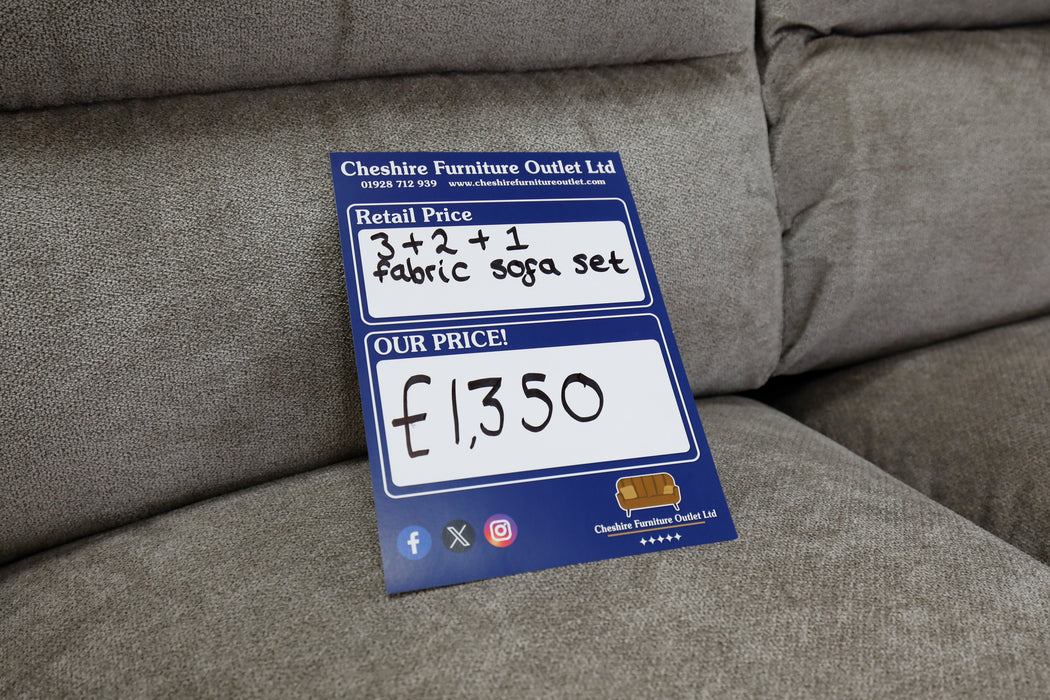 Cheshire Furniture Outlet Ltd
01928 712 939 www.cheshirefurnitureoutlet.com
Retail Price
3+2+1
fabric sofa set
OUR PRICE!
£1,350
Cheshire Furniture Outlet Ltd